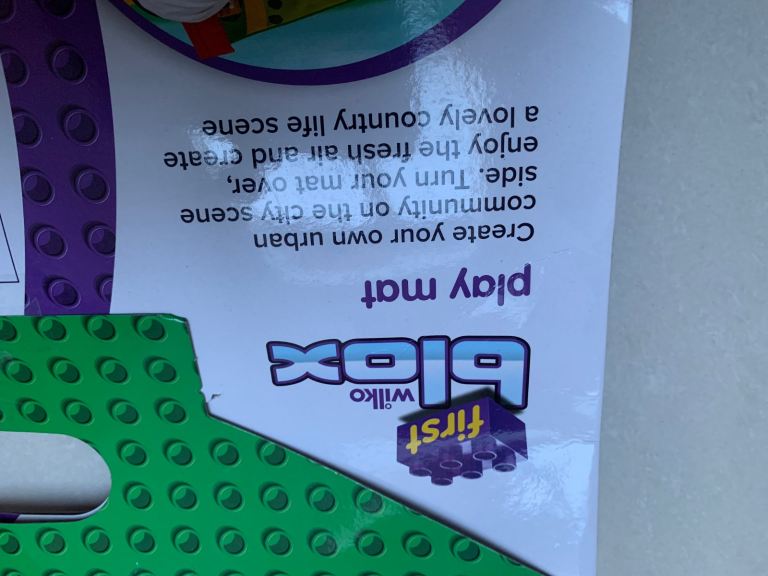 first
wilko
blox
play mat
Create your own urban
community on the city scene
side. Turn your mat over,
enjoy the fresh air and create
a lovely country life scene